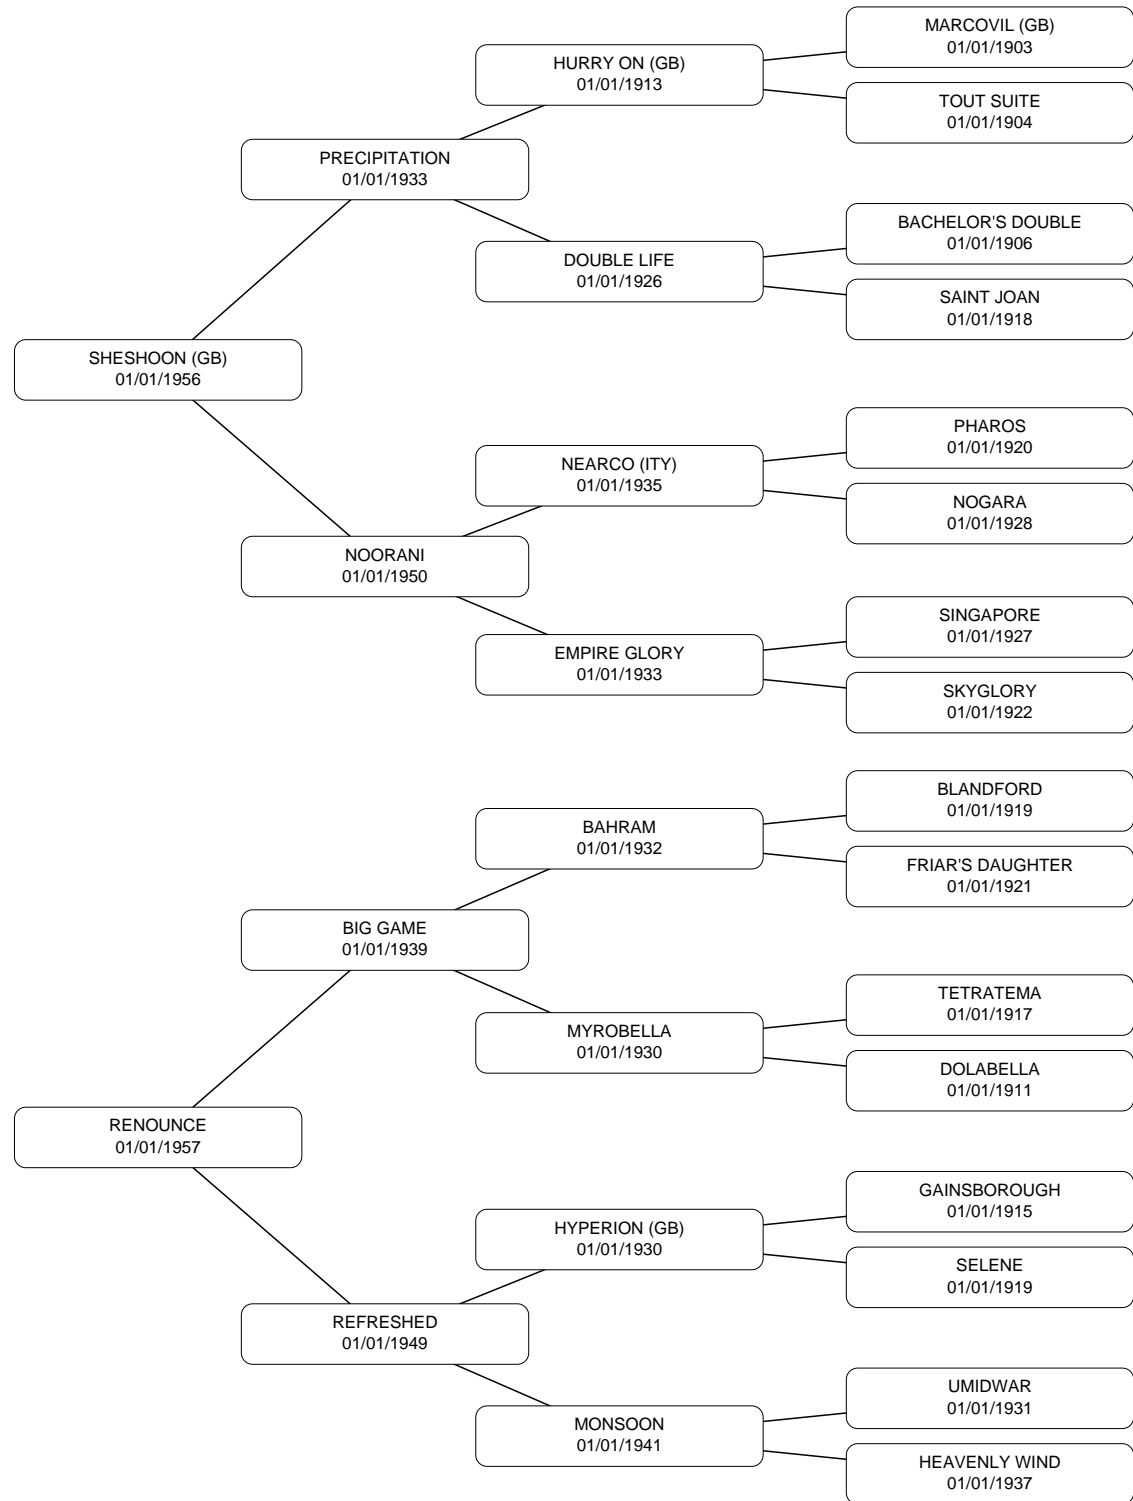 MARCOVIL (GB)
01/01/1903
HURRY ON (GB)
01/01/1913
TOUT SUITE
01/01/1904
PRECIPITATION
01/01/1933
BACHELOR'S DOUBLE
01/01/1906
DOUBLE LIFE
01/01/1926
SAINT JOAN
01/01/1918
SHESHOON (GB)
01/01/1956
PHAROS
01/01/1920
NEARCO (ITY)
01/01/1935
NOGARA
01/01/1928
NOORANI
01/01/1950
SINGAPORE
01/01/1927
EMPIRE GLORY
01/01/1933
SKYGLORY
01/01/1922
BLANDFORD
01/01/1919
BAHRAM
01/01/1932
FRIAR'S DAUGHTER
01/01/1921
BIG GAME
01/01/1939
TETRATEMA
01/01/1917
MYROBELLA
01/01/1930
DOLABELLA
01/01/1911
RENOUNCE
01/01/1957
GAINSBOROUGH
01/01/1915
HYPERION (GB)
01/01/1930
SELENE
01/01/1919
REFRESHED
01/01/1949
UMIDWAR
01/01/1931
MONSOON
01/01/1941
HEAVENLY WIND
01/01/1937